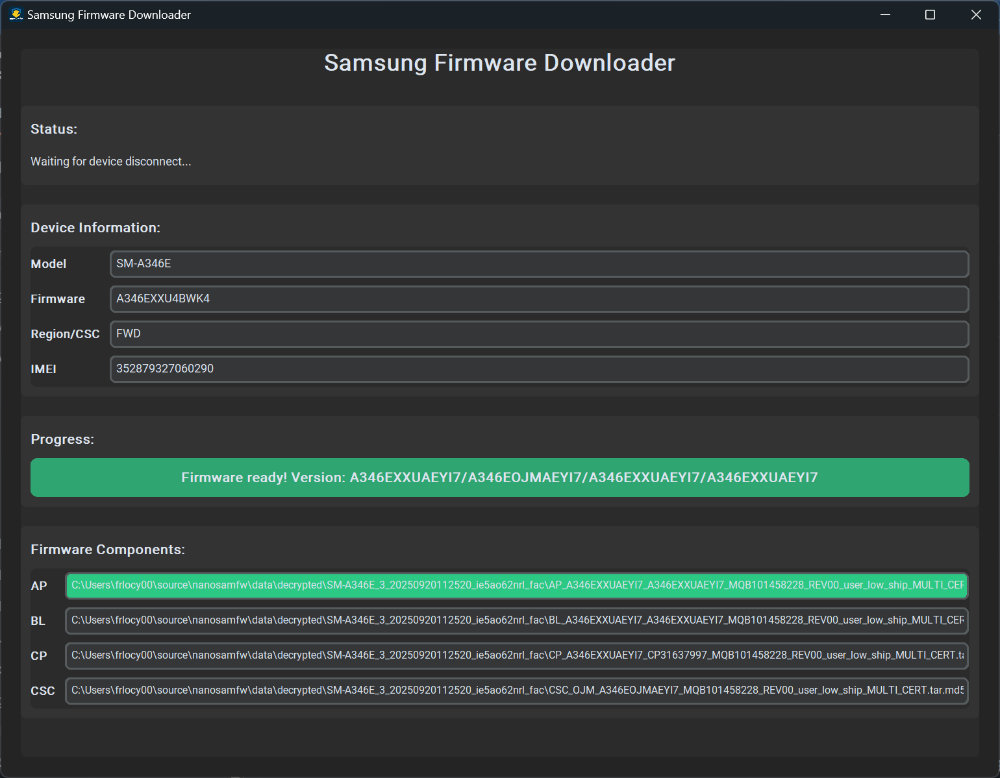 Samsung Firmware Downloader
Samsung Firmware Downloader
Status:
Waiting for device disconnect...
Device Information:
Model SM-A346E
Firmware A346EXXU4BWK4
Region/CSC FWD
IMEI 352879327060290
Progress:
Firmware ready! Version: A346EXXUAEYI7/A346EOJMAEYI7/A346EXXUAEYI7/A346EXXUAEYI7
Firmware Components:
AP C:\Users\frlocy00\source\nanosamfw\data\decrypted\SM-A346E_3_20250920112520_ie5ao62nrl_fac\AP_A346EXXUAEYI7_A346EXXUAEYI7_MQB101458228_REV00_user_low_ship_MULTI_CER
BL C:\Users\frlocy00\source\nanosamfw\data\decrypted\SM-A346E_3_20250920112520_ie5ao62nrl_fac\BL_A346EXXUAEYI7_A346EXXUAEYI7_MQB101458228_REV00_user_low_ship_MULTI_CER
CP C:\Users\frlocy00\source\nanosamfw\data\decrypted\SM-A346E_3_20250920112520_ie5ao62nrl_fac\CP_A346EXXUAEYI7_CP31637997_MQB101458228_REV00_user_low_ship_MULTI_CERT.ta
CSC C:\Users\frlocy00\source\nanosamfw\data\decrypted\SM-A346E_3_20250920112520_ie5ao62nrl_fac\CSC_OJM_A346EOJMAEYI7_MQB101458228_REV00_user_low_ship_MULTI_CERT.tar.md5